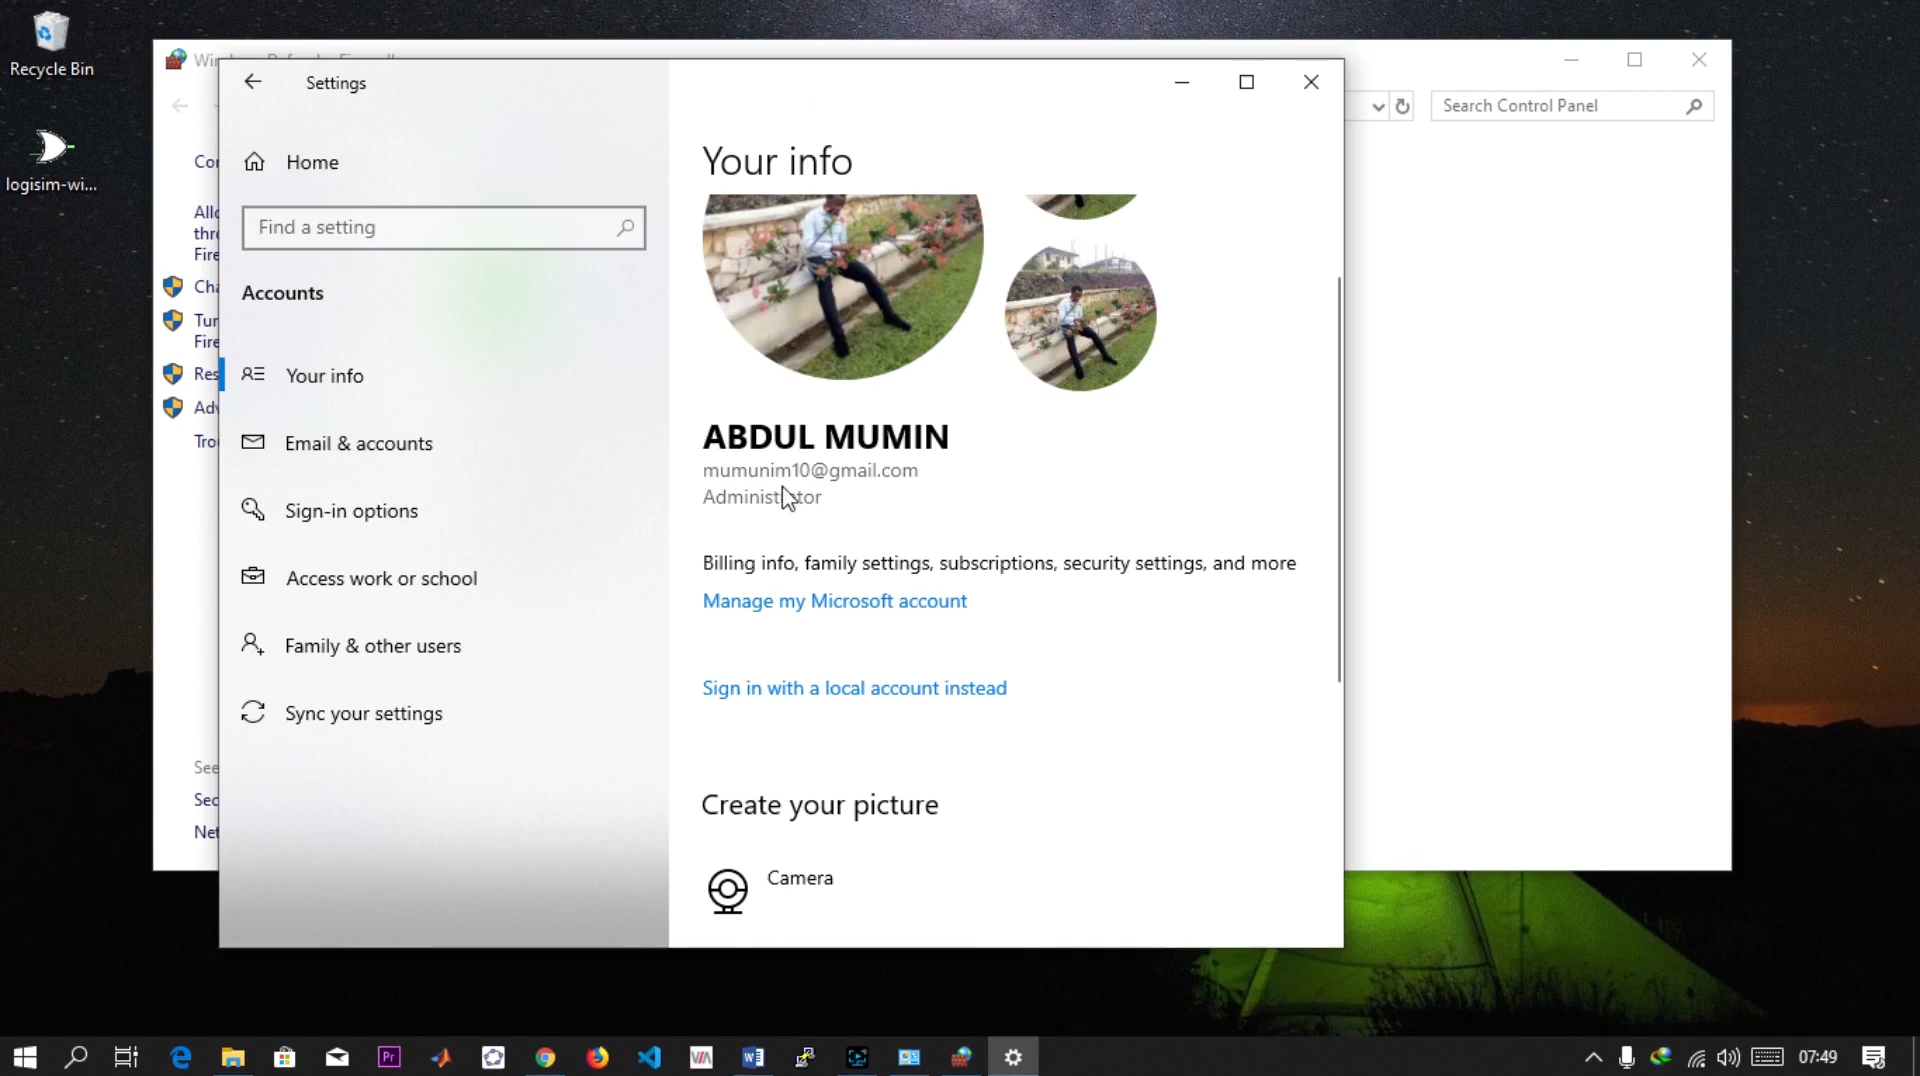 Recycle Bin
logisim-wi...
Settings
Search Control Panel
Home
Find a setting
Accounts
Your info
Email & accounts
Sign-in options
Access work or school
Family & other users
Sync your settings
Your info
ABDUL MUMIN
mumunim10@gmail.com
Administrator
Billing info, family settings, subscriptions, security settings, and more
Manage my Microsoft account
Sign in with a local account instead
Create your picture
Camera
See
Pr
VIA
07:49